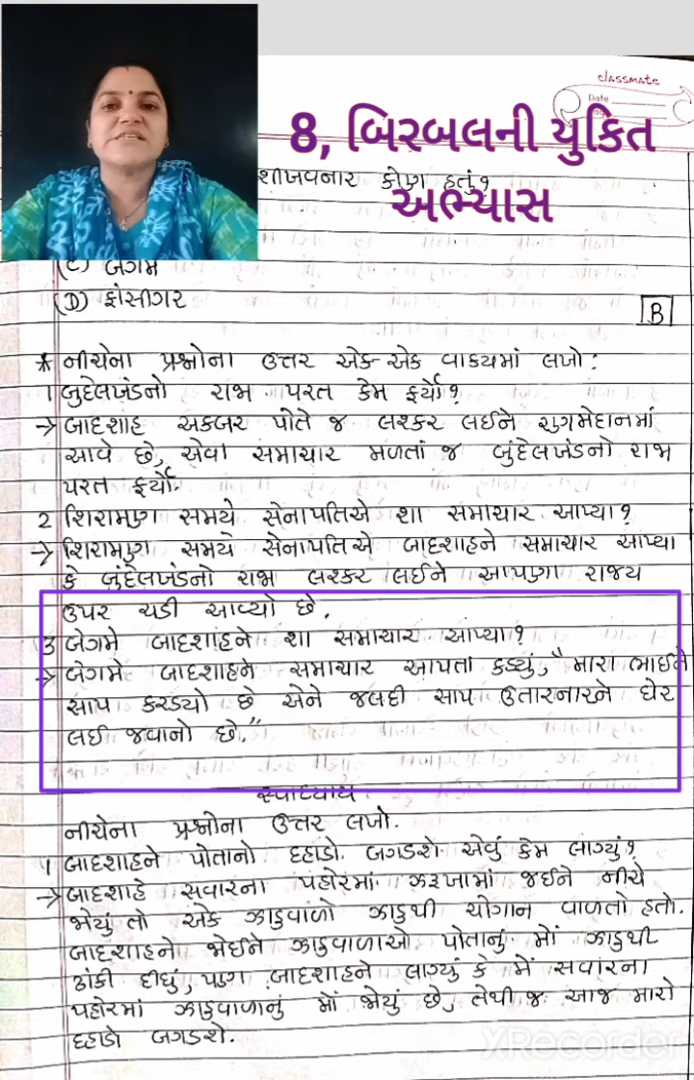 classmate
Date
8, બિરબલની યુકિત
શોજવનાર કોણ હતું?
અભ્યાસ
(C) બેગમ
(D) ફાંસીગર
B
* નીચેના પ્રશ્નોના ઉત્તર એક-એક વાક્યમાં લખો:
1 બુંદેલખંડનો રાજા પરત કેમ ફર્યો?
→ બાદશાહ અકબર પોતે જ લશ્કર લઈને રણમેદાનમાં
આવે છે, એવા સમાચાર મળતાં જ બુંદેલખંડનો રાજા
પરત ફર્યો.
2 શિરામણ સમયે સેનાપતિએ શા સમાચાર આપ્યા?
→ શિરામણ સમયે સેનાપતિએ બાદશાહને સમાચાર આપ્યા
કે બુંદેલખંડનો રાજા લશ્કર લઈને આપણા રાજ્ય
ઉપર ચડી આવ્યો છે.
3 બેગમે બાદશાહને શા સમાચાર આપ્યા?
→ બેગમે બાદશાહને સમાચાર આપતા કહ્યું, "મારા ભાઈને
સાપ કરડયો છે એને જલદી સાપ ઉતારનારને ઘેર
લઈ જવાનો છે."
સ્વાધ્યાય
નીચેના પ્રશ્નોના ઉત્તર લખો.
1 બાદશાહને પોતાનો દહાડો બગડશે એવું કેમ લાગ્યું?
→ બાદશાહે સવારના પહોરમાં ઝરૂખામાં જઈને નીચે
જોયું તો એક ઝાડુવાળો ઝાડુથી ચોગાન વાળતો હતો.
બાદશાહને જોઈને ઝાડુવાળાએ પોતાનું મોં ઝાડુથી
ઢાંકી દીધું, પણ બાદશાહને લાગ્યું કે મેં સવારના
પહોરમાં ઝાડુવાળાનું મોં જોયું છે, તેથી જ આજ મારો
દહાડો બગડશે.
XRecorder